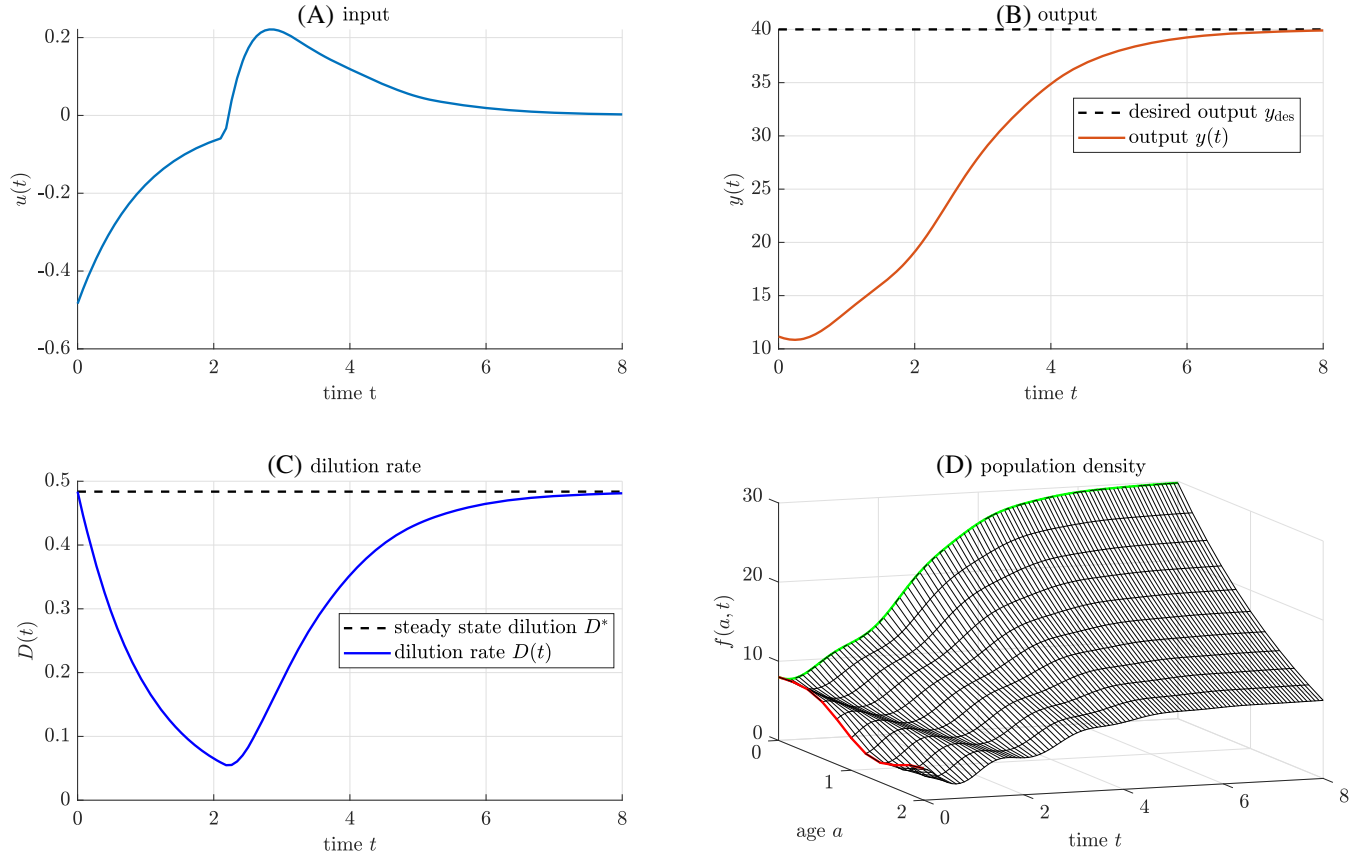 (A) input
0.2
0
-0.2
-0.4
-0.6
u(t)
0 2 4 6 8
time t
(B) output
40
35
30
25
20
15
10
y(t)
desired output y_des
output y(t)
0 2 4 6 8
time t
(C) dilution rate
0.5
0.4
0.3
0.2
0.1
0
D(t)
steady state dilution D*
dilution rate D(t)
0 2 4 6 8
time t
(D) population density
30
20
10
0
f(a, t)
0 1 2
age a
0 2 4 6 8
time t